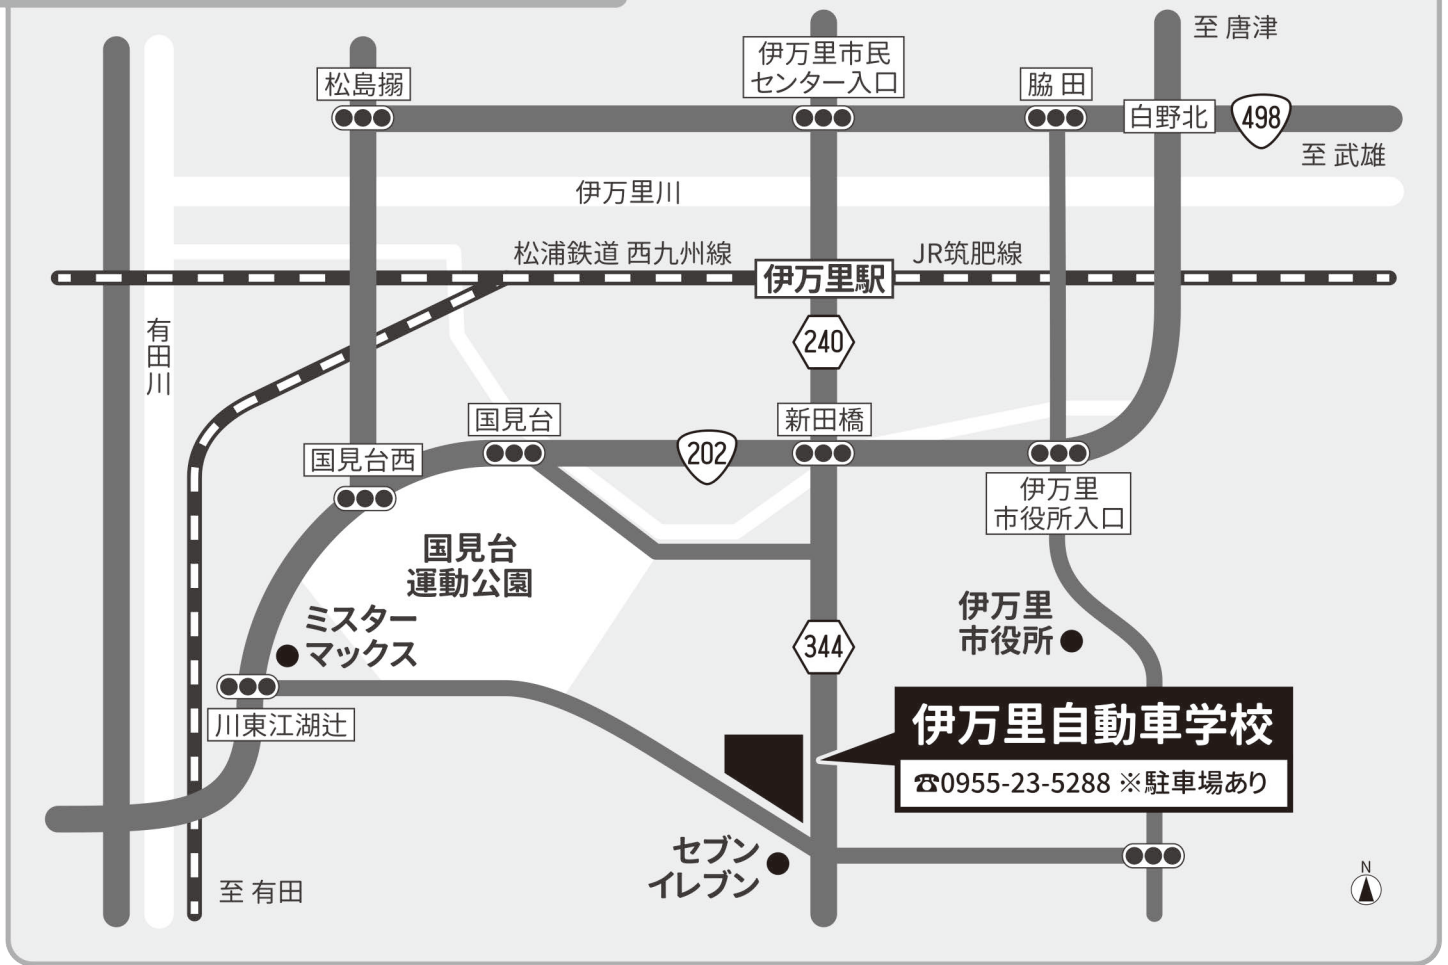 至 唐津
伊万里市民
センター入口
松島搦
脇 田
白野北
498
至 武雄
伊万里川
松浦鉄道 西九州線
JR筑肥線
伊万里駅
有田川
240
国見台
新田橋
国見台西
202
伊万里
市役所入口
国見台
運動公園
ミスター
マックス
伊万里
市役所
344
川東江湖辻
伊万里自動車学校
☎0955-23-5288 ※駐車場あり
セブン
イレブン
至 有田
N